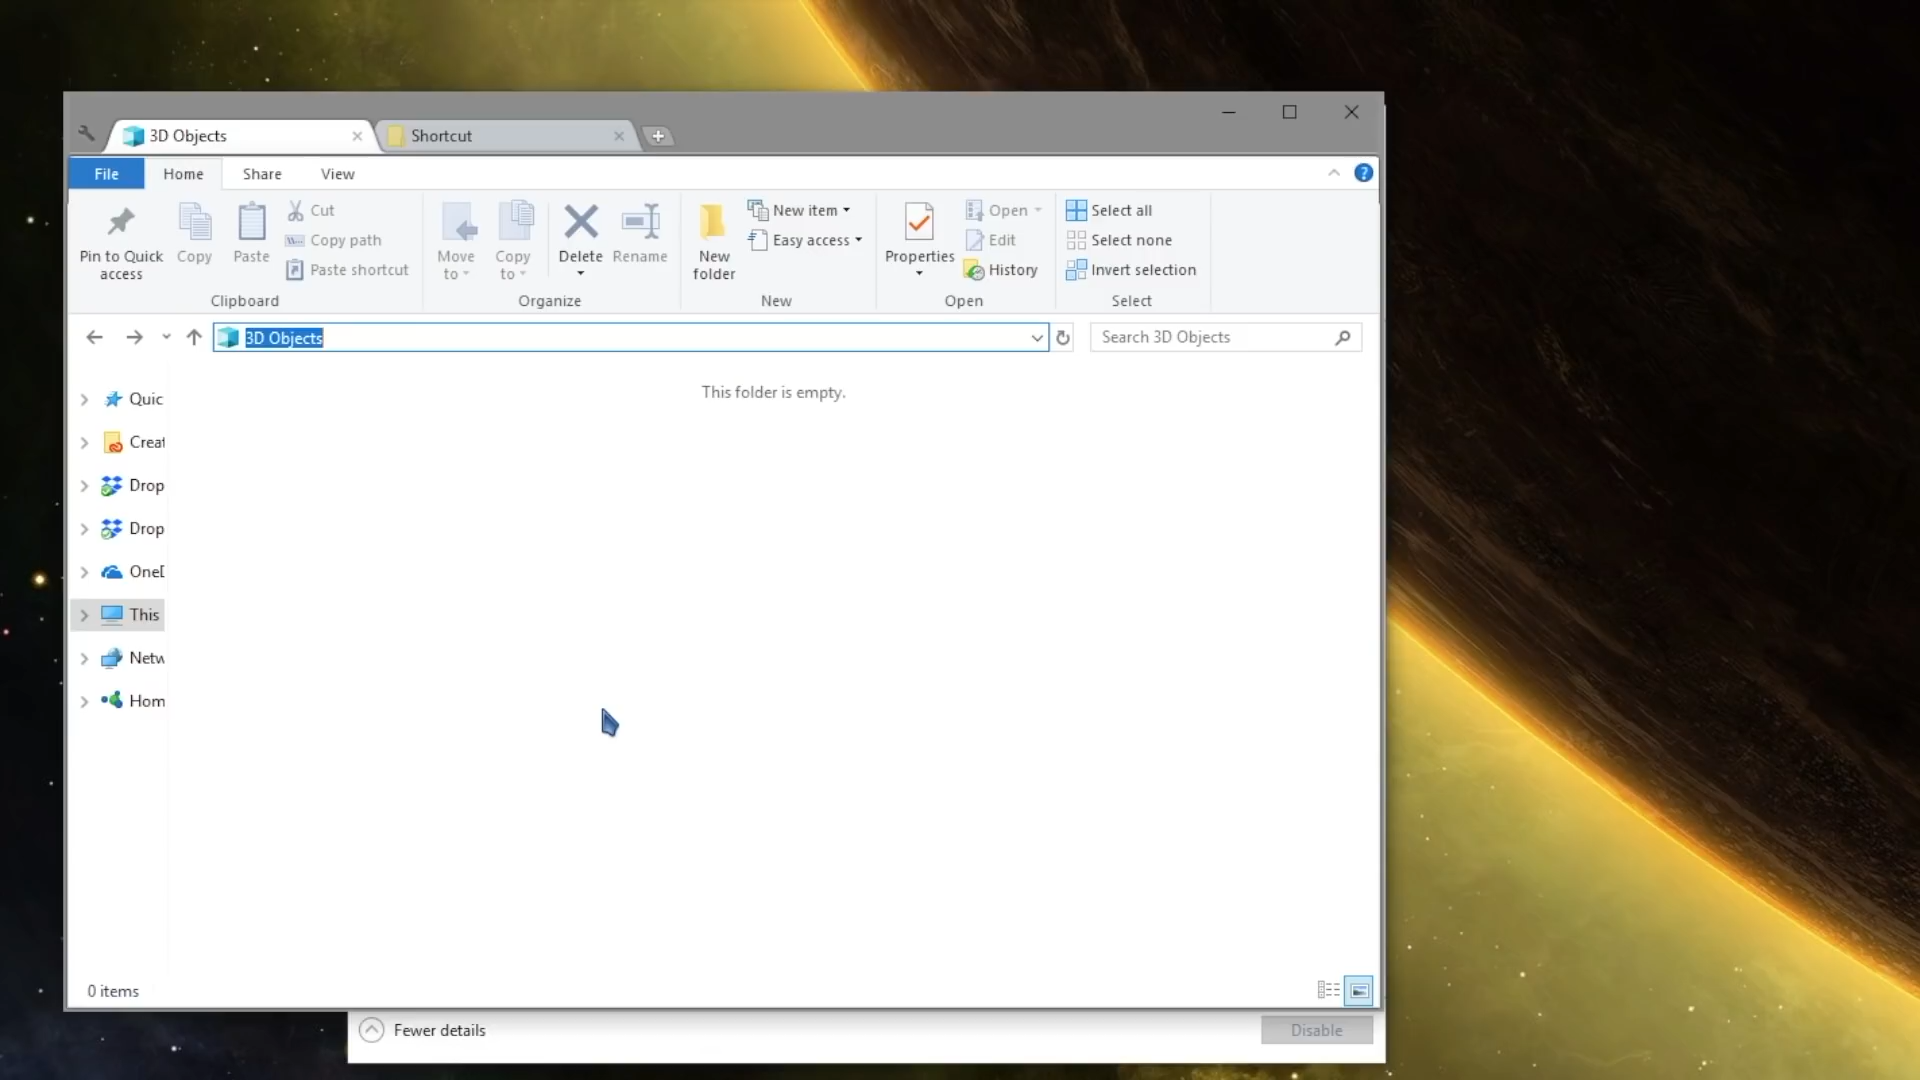 3D Objects
Shortcut
File Home Share View
Pin to Quick access
Copy
Paste
Cut
Copy path
Paste shortcut
Clipboard
Move to
Copy to
Delete
Rename
Organize
New folder
New item
Easy access
New
Properties
Open
Edit
History
Open
Select all
Select none
Invert selection
Select
3D Objects
Search 3D Objects
This folder is empty.
Quic
Creat
Drop
Drop
OneD
This
Netw
Hom
0 items
Fewer details
Disable